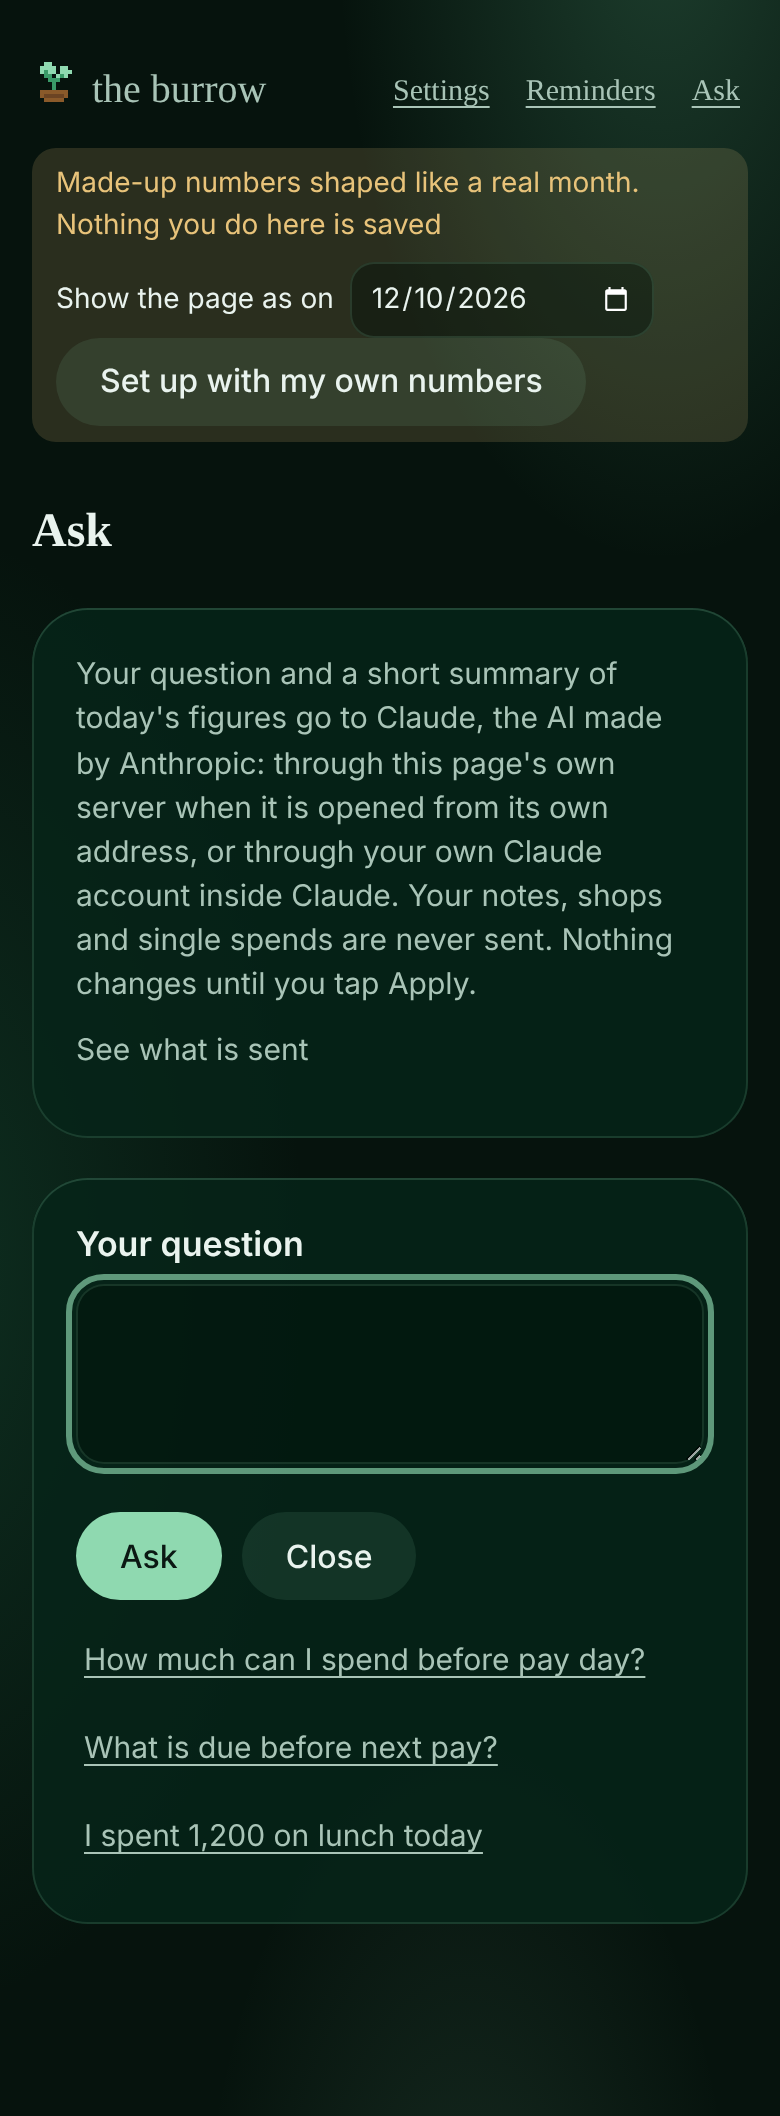 the burrow
Settings
Reminders
Ask
Made-up numbers shaped like a real month.
Nothing you do here is saved
Show the page as on
12/10/2026
Set up with my own numbers
Ask
Your question and a short summary of
today's figures go to Claude, the AI made
by Anthropic: through this page's own
server when it is opened from its own
address, or through your own Claude
account inside Claude. Your notes, shops
and single spends are never sent. Nothing
changes until you tap Apply.
See what is sent
Your question
Ask
Close
How much can I spend before pay day?
What is due before next pay?
I spent 1,200 on lunch today